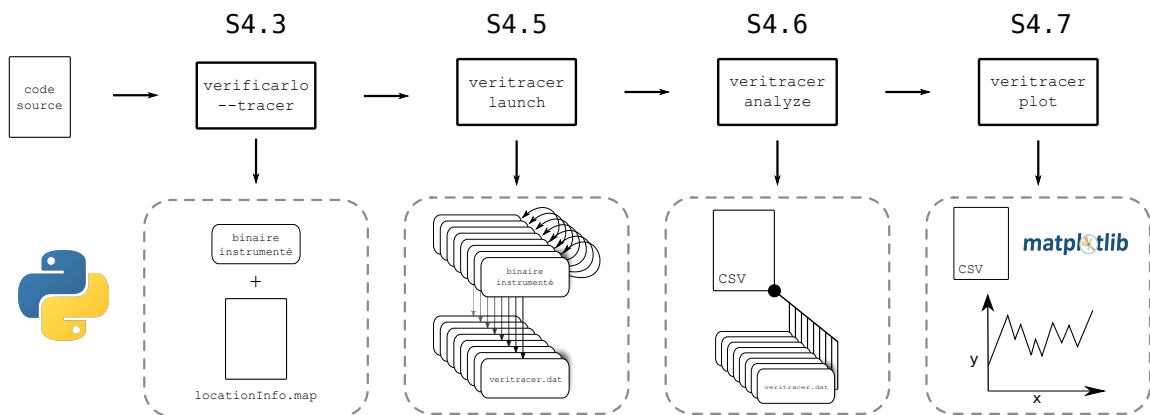 S4.3
S4.5
S4.6
S4.7
code
source
verificarlo
--tracer
veritracer
launch
veritracer
analyze
veritracer
plot
binaire
instrumenté
+
locationInfo.map
binaire
instrumenté
veritracer.dat
CSV
veritracer.dat
CSV
matplotlib
y
x